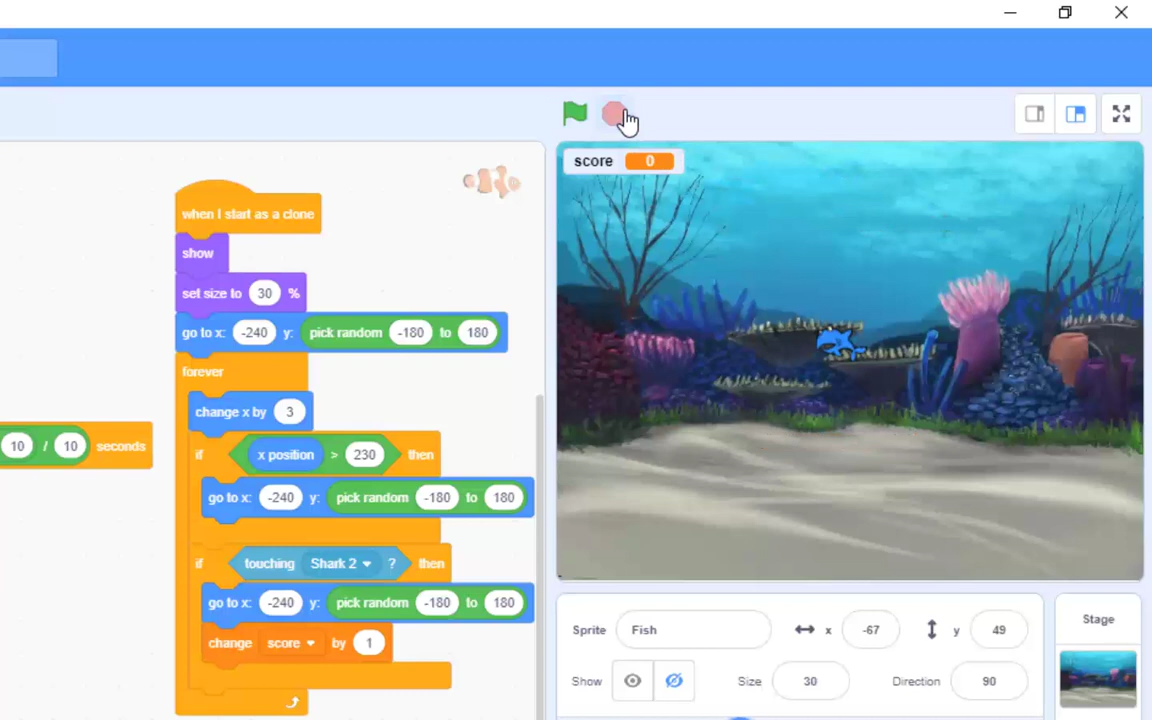 score 0
when I start as a clone
show
set size to 30 %
go to x: -240 y: pick random -180 to 180
forever
change x by 3
10 / 10 seconds
if x position > 230 then
go to x: -240 y: pick random -180 to 180
if touching Shark 2 ? then
go to x: -240 y: pick random -180 to 180
change score by 1
Sprite Fish x -67 y 49
Show Size 30 Direction 90
Stage